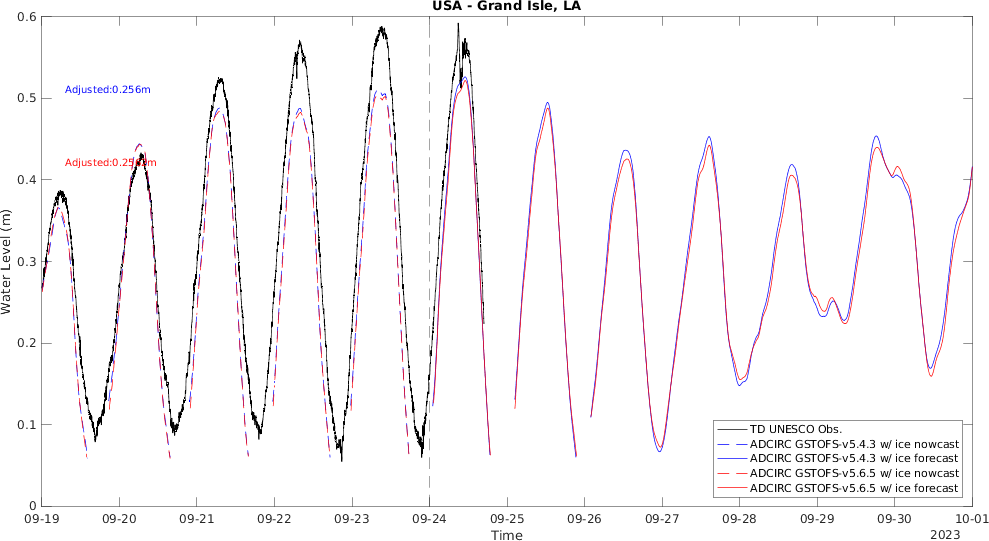 USA - Grand Isle, LA
0.6
0.5
0.4
0.3
0.2
0.1
0
Water Level (m)
Adjusted:0.256m
TD UNESCO Obs.
ADCIRC GSTOFS-v5.4.3 w/ ice nowcast
ADCIRC GSTOFS-v5.4.3 w/ ice forecast
ADCIRC GSTOFS-v5.6.5 w/ ice nowcast
ADCIRC GSTOFS-v5.6.5 w/ ice forecast
09-19 09-20 09-21 09-22 09-23 09-24 09-25 09-26 09-27 09-28 09-29 09-30 10-01
Time
2023